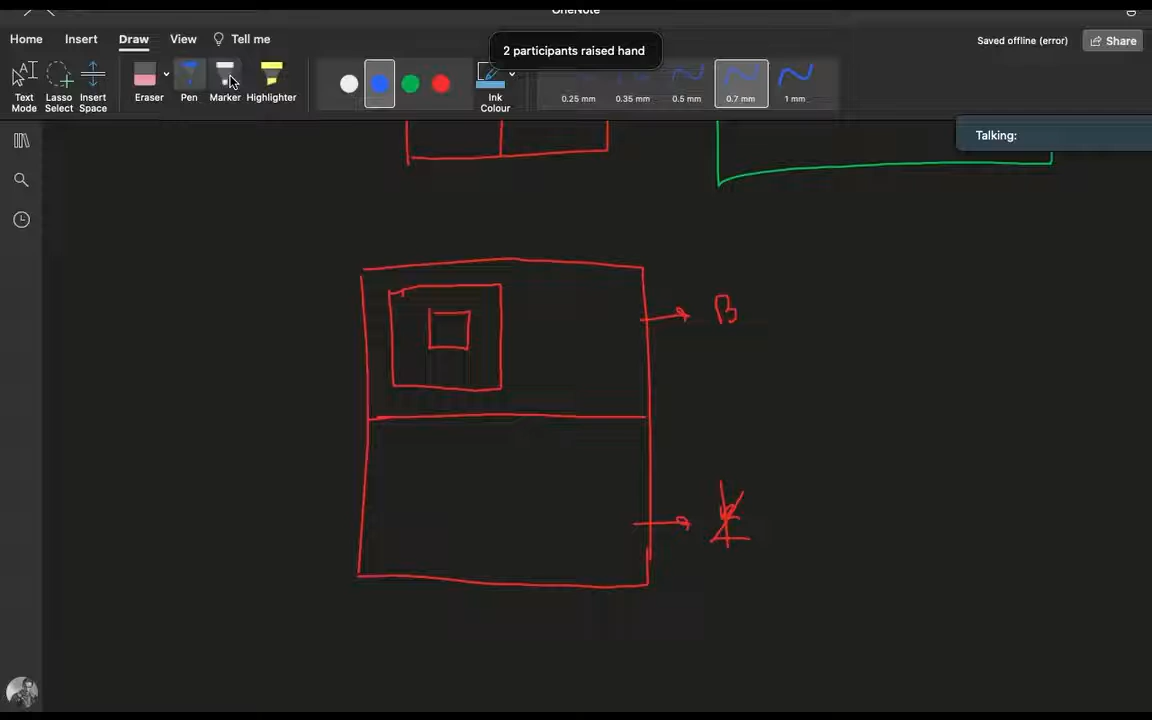 OneNote
Home Insert Draw View Tell me
2 participants raised hand
Saved offline (error) Share
Text Mode
Lasso Select
Insert Space
Eraser
Pen
Marker
Highlighter
Ink Colour
0.25 mm 0.35 mm 0.5 mm 0.7 mm 1 mm
Talking:
B